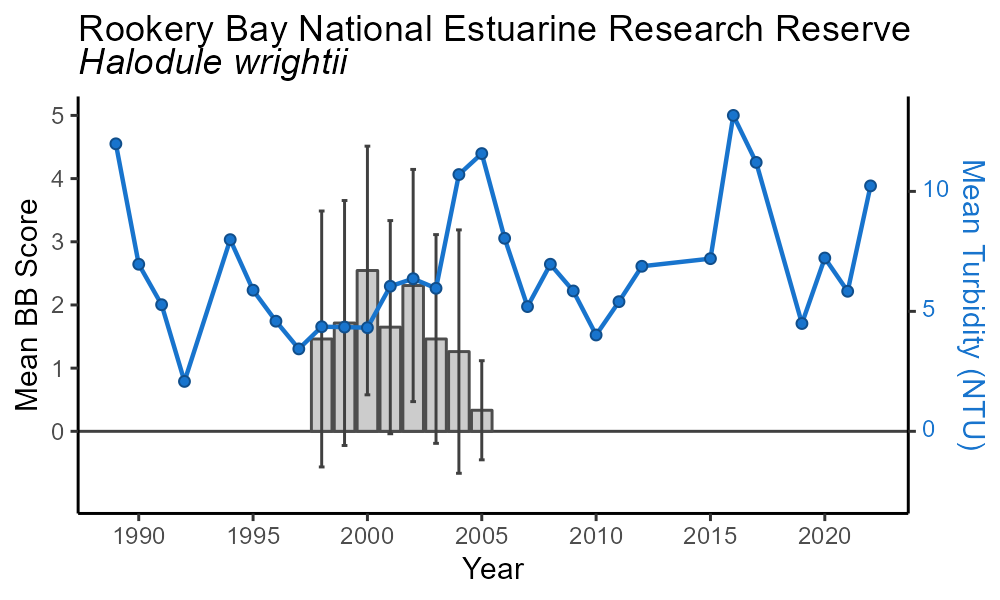 Rookery Bay National Estuarine Research Reserve
Halodule wrightii
Mean BB Score
5
4
3
2
1
0
10
5
0
Mean Turbidity (NTU)
1990 1995 2000 2005 2010 2015 2020
Year